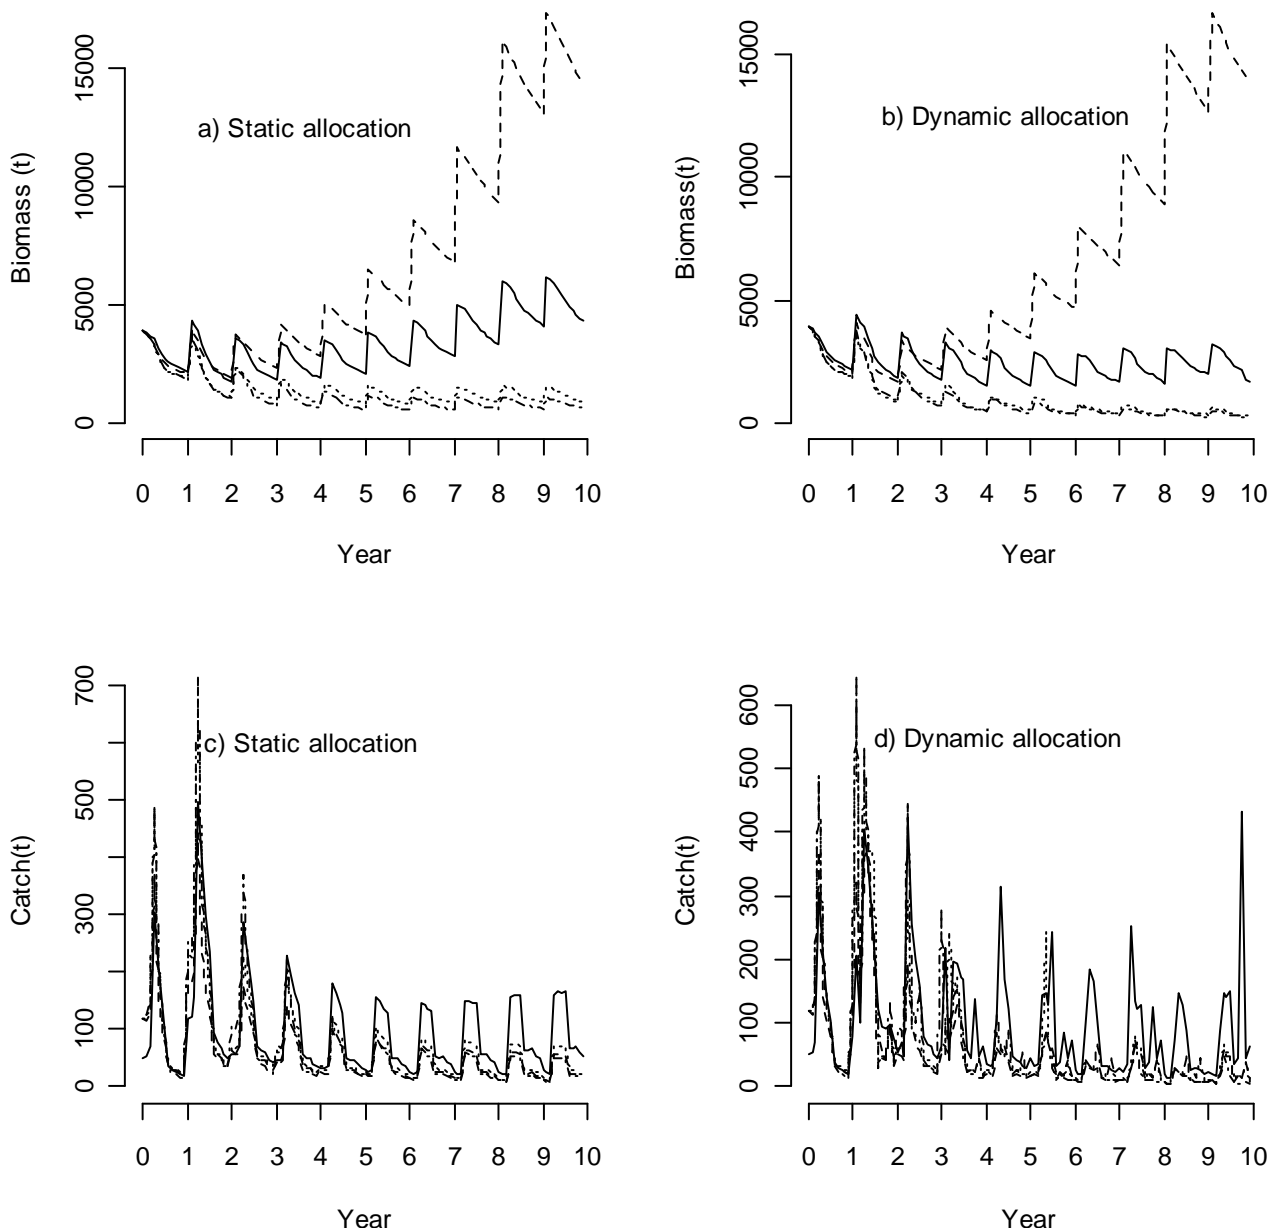 a) Static allocation
Biomass (t)
15000
10000
5000
0
0 1 2 3 4 5 6 7 8 9 10
Year
b) Dynamic allocation
Biomass(t)
15000
10000
5000
0
0 1 2 3 4 5 6 7 8 9 10
Year
c) Static allocation
Catch(t)
700
500
300
100
0
0 1 2 3 4 5 6 7 8 9 10
Year
d) Dynamic allocation
Catch(t)
600
500
400
300
200
100
0
0 1 2 3 4 5 6 7 8 9 10
Year